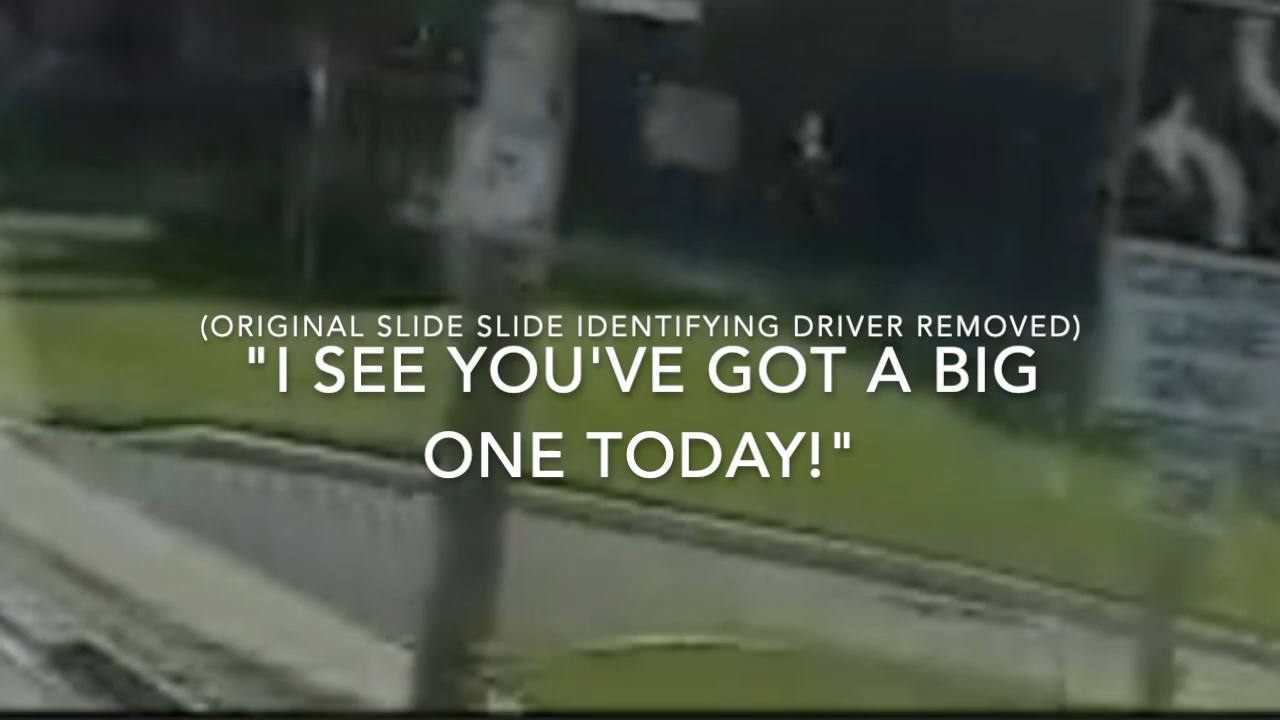 (ORIGINAL SLIDE SLIDE IDENTIFYING DRIVER REMOVED)
"I SEE YOU'VE GOT A BIG
ONE TODAY!"